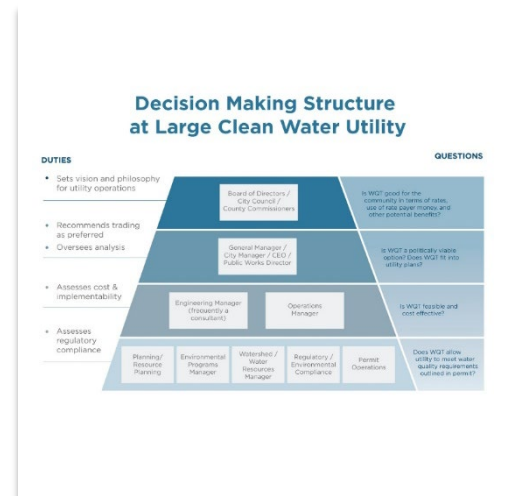 Decision Making Structure
at Large Clean Water Utility
DUTIES
QUESTIONS
• Sets vision and philosophy
for utility operations
Board of Directors /
City Council /
County Commissioners
Is WQT good for the
community in terms of rates,
use of rate payer money, and
other potential benefits?
• Recommends trading
as preferred
• Oversees analysis
General Manager /
City Manager / CEO /
Public Works Director
Is WQT a politically viable
option? Does WQT fit into
utility plans?
• Assesses cost &
implementability
Engineering Manager
(frequently a
consultant)
Operations
Manager
Is WQT feasible and
cost effective?
• Assesses
regulatory
compliance
Planning/
Resource
Planning
Environmental
Programs
Manager
Watershed /
Water
Resources
Manager
Regulatory /
Environmental
Compliance
Permit
Operations
Does WQT allow
utility to meet water
quality requirements
outlined in permit?